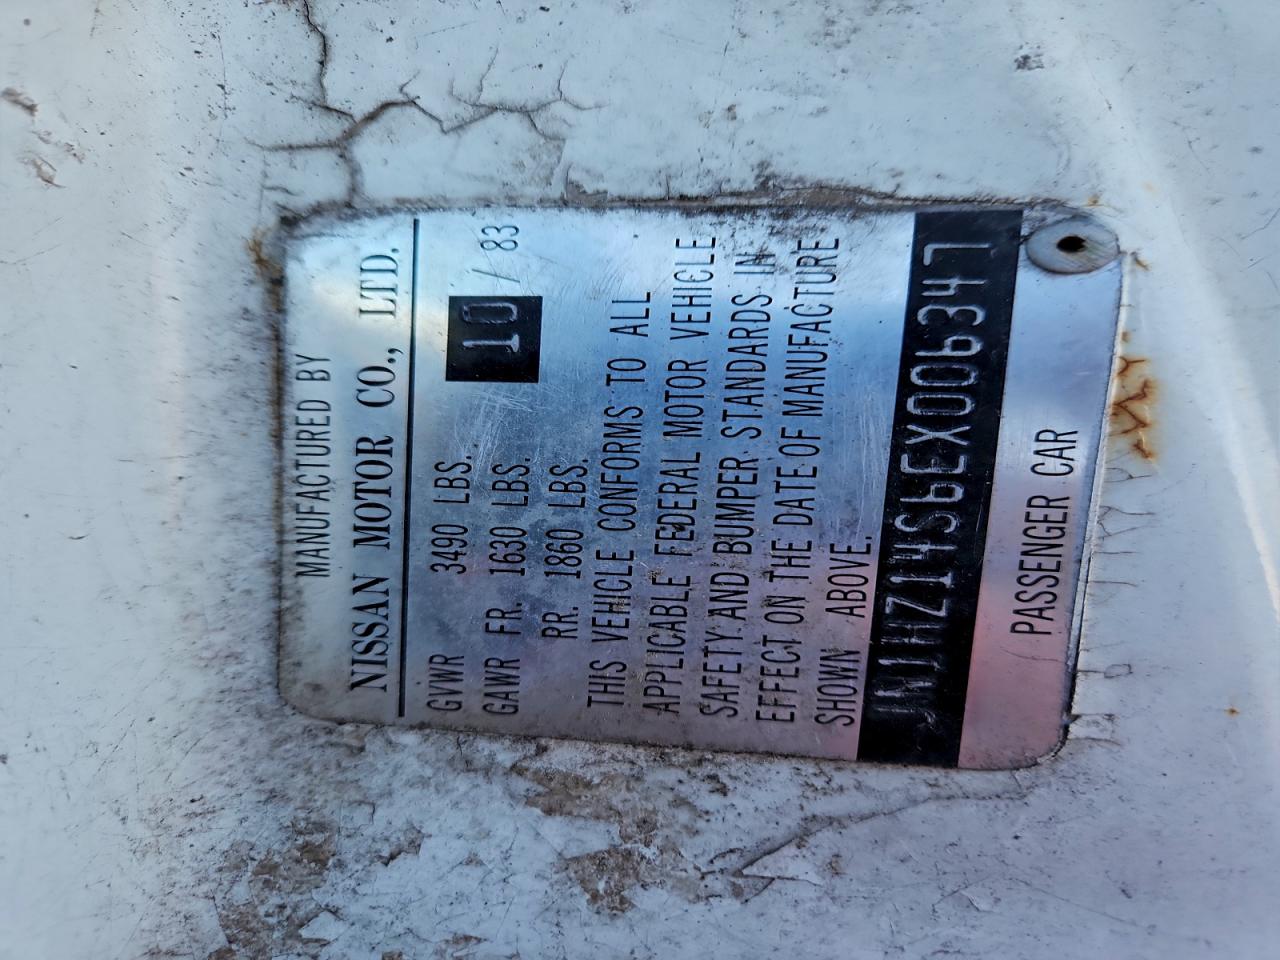 MANUFACTURED BY
NISSAN MOTOR CO., LTD.
10 / 83
GVWR 3490 LBS.
GAWR FR. 1630 LBS.
RR. 1860 LBS.
THIS VEHICLE CONFORMS TO ALL
APPLICABLE FEDERAL MOTOR VEHICLE
SAFETY AND BUMPER STANDARDS IN
EFFECT ON THE DATE OF MANUFACTURE
SHOWN ABOVE.
JN1HZ14S6EX006347
PASSENGER CAR